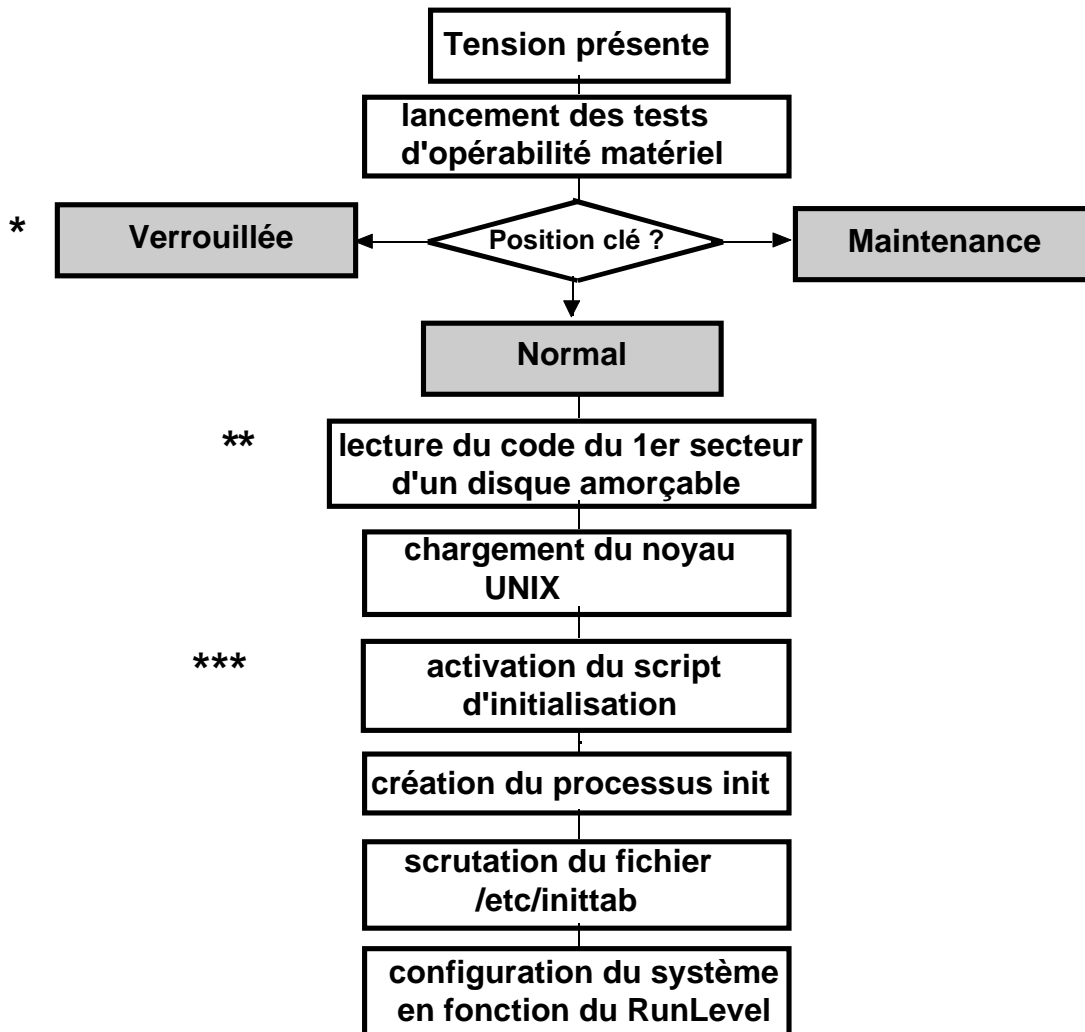 Tension présente
lancement des tests
d'opérabilité matériel
* Verrouillée
Position clé ?
Maintenance
Normal
** lecture du code du 1er secteur
d'un disque amorçable
chargement du noyau
UNIX
*** activation du script
d'initialisation
création du processus init
scrutation du fichier
/etc/inittab
configuration du système
en fonction du RunLevel